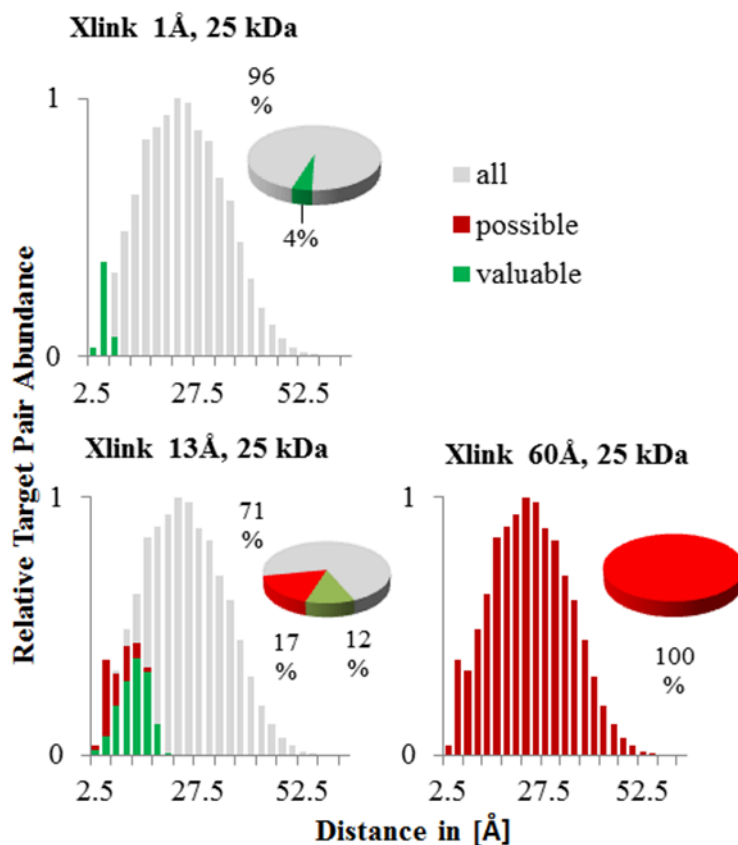 Xlink 1Å, 25 kDa
96
%
1
all
possible
4%
valuable
0
2.5 27.5 52.5
Relative Target Pair Abundance
Xlink 13Å, 25 kDa
Xlink 60Å, 25 kDa
1
71
%
17
%
12
%
0
2.5 27.5 52.5
1
100
%
0
2.5 27.5 52.5
Distance in [Å]